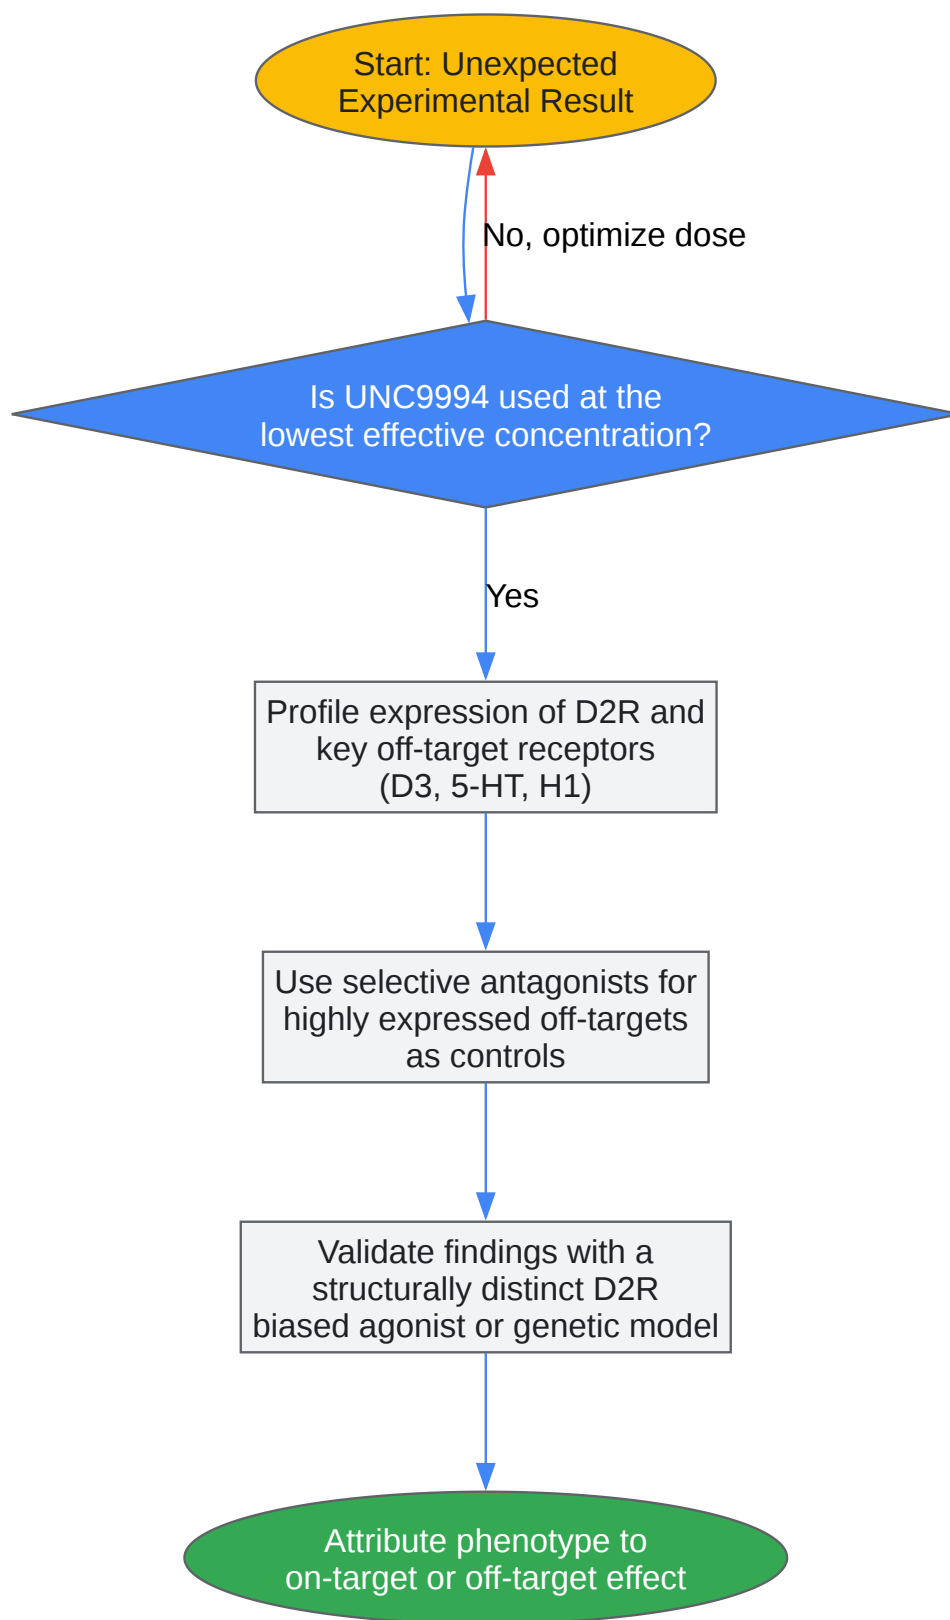 Start: Unexpected
Experimental Result
No, optimize dose
Is UNC9994 used at the
lowest effective concentration?
Yes
Profile expression of D2R and
key off-target receptors
(D3, 5-HT, H1)
Use selective antagonists for
highly expressed off-targets
as controls
Validate findings with a
structurally distinct D2R
biased agonist or genetic model
Attribute phenotype to
on-target or off-target effect